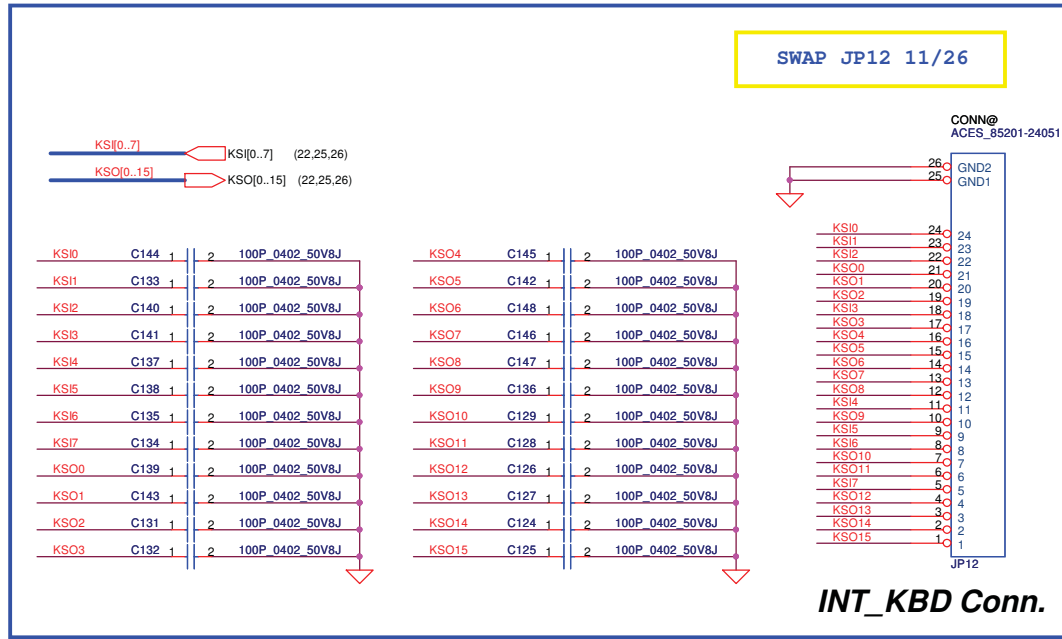 SWAP JP12 11/26
CONN@
ACES_85201-24051
KSI[0..7] KSI[0..7] (22,25,26)
KSO[0..15] KSO[0..15] (22,25,26)
26 GND2
25 GND1
KSI0 C144 1 2 100P_0402_50V8J
KSI1 C133 1 2 100P_0402_50V8J
KSI2 C140 1 2 100P_0402_50V8J
KSI3 C141 1 2 100P_0402_50V8J
KSI4 C137 1 2 100P_0402_50V8J
KSI5 C138 1 2 100P_0402_50V8J
KSI6 C135 1 2 100P_0402_50V8J
KSI7 C134 1 2 100P_0402_50V8J
KSO0 C139 1 2 100P_0402_50V8J
KSO1 C143 1 2 100P_0402_50V8J
KSO2 C131 1 2 100P_0402_50V8J
KSO3 C132 1 2 100P_0402_50V8J
KSO4 C145 1 2 100P_0402_50V8J
KSO5 C142 1 2 100P_0402_50V8J
KSO6 C148 1 2 100P_0402_50V8J
KSO7 C146 1 2 100P_0402_50V8J
KSO8 C147 1 2 100P_0402_50V8J
KSO9 C136 1 2 100P_0402_50V8J
KSO10 C129 1 2 100P_0402_50V8J
KSO11 C128 1 2 100P_0402_50V8J
KSO12 C126 1 2 100P_0402_50V8J
KSO13 C127 1 2 100P_0402_50V8J
KSO14 C124 1 2 100P_0402_50V8J
KSO15 C125 1 2 100P_0402_50V8J
KSI0 24 24
KSI1 23 23
KSI2 22 22
KSO0 21 21
KSO1 20 20
KSO2 19 19
KSI3 18 18
KSO3 17 17
KSO4 16 16
KSO5 15 15
KSO6 14 14
KSO7 13 13
KSO8 12 12
KSI4 11 11
KSO9 10 10
KSI5 9 9
KSI6 8 8
KSO10 7 7
KSO11 6 6
KSI7 5 5
KSO12 4 4
KSO13 3 3
KSO14 2 2
KSO15 1 1
JP12
INT_KBD Conn.